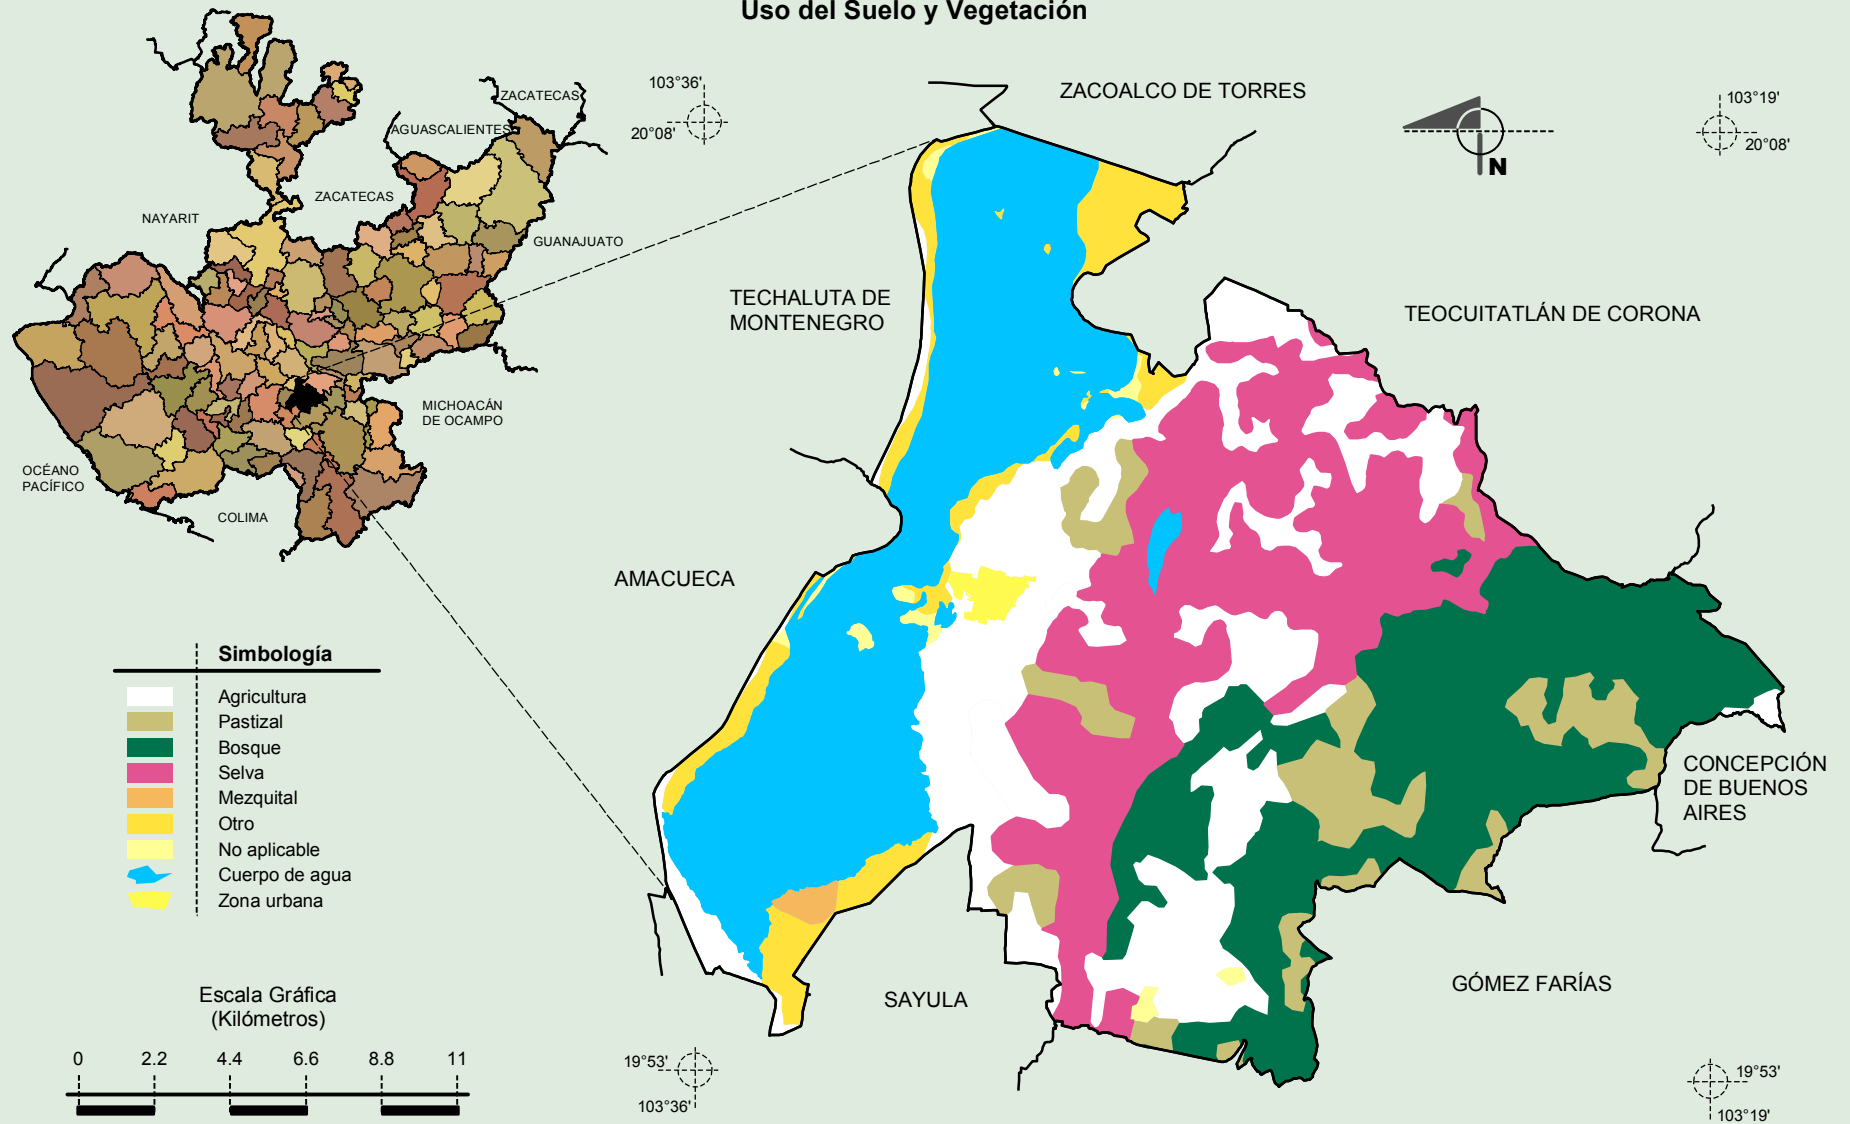 Uso del Suelo y Vegetación
ZACATECAS
AGUASCALIENTES
ZACATECAS
NAYARIT
GUANAJUATO
MICHOACÁN
DE OCAMPO
OCÉANO
PACÍFICO
COLIMA
103°36'
20°08'
ZACOALCO DE TORRES
N
103°19'
20°08'
TECHALUTA DE
MONTENEGRO
TEOCUITATLÁN DE CORONA
AMACUECA
CONCEPCIÓN
DE BUENOS
AIRES
SAYULA
GÓMEZ FARÍAS
Simbología
Agricultura
Pastizal
Bosque
Selva
Mezquital
Otro
No aplicable
Cuerpo de agua
Zona urbana
Escala Gráfica
(Kilómetros)
0 2.2 4.4 6.6 8.8 11
19°53'
103°36'
19°53'
103°19'